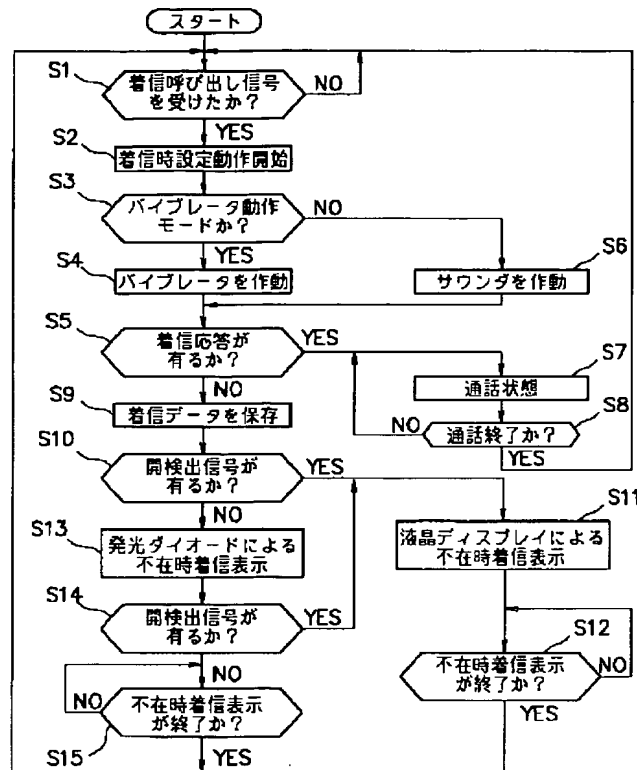 スタート
S1
着信呼び出し信号
を受けたか？
NO
YES
S2
着信時設定動作開始
S3
バイブレータ動作
モードか？
NO
YES
S4
バイブレータを作動
S6
サウンダを作動
S5
着信応答が
有るか？
YES
NO
S7
通話状態
S9
着信データを保存
S8
通話終了か？
NO
YES
S10
開検出信号が
有るか？
YES
NO
S11
液晶ディスプレイによる
不在時着信表示
S13
発光ダイオードによる
不在時着信表示
S14
開検出信号が
有るか？
YES
NO
S12
不在時着信表示
が終了か？
NO
YES
NO
不在時着信表示
が終了か？
S15
YES